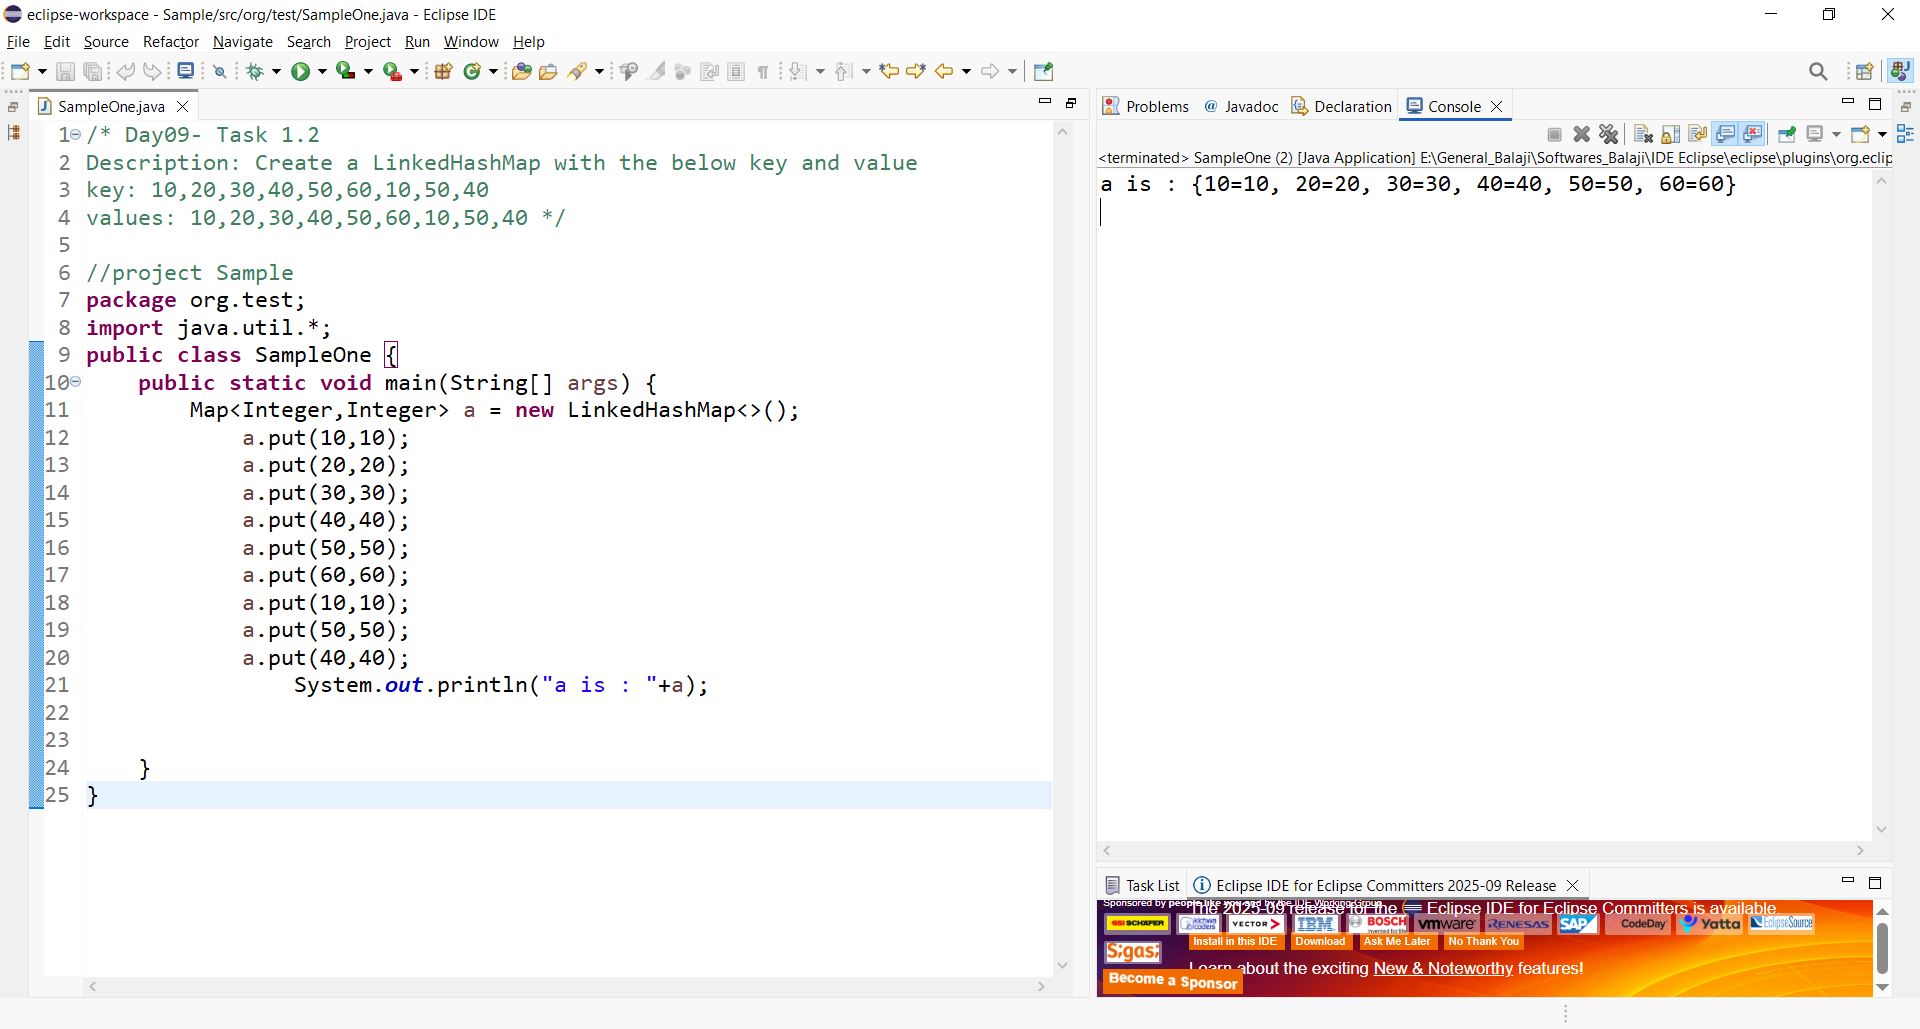 eclipse-workspace - Sample/src/org/test/SampleOne.java - Eclipse IDE
File Edit Source Refactor Navigate Search Project Run Window Help
SampleOne.java
1 /* Day09- Task 1.2
2 Description: Create a LinkedHashMap with the below key and value
3 key: 10,20,30,40,50,60,10,50,40
4 values: 10,20,30,40,50,60,10,50,40 */
5
6 //project Sample
7 package org.test;
8 import java.util.*;
9 public class SampleOne {
10 public static void main(String[] args) {
11 Map<Integer,Integer> a = new LinkedHashMap<>();
12 a.put(10,10);
13 a.put(20,20);
14 a.put(30,30);
15 a.put(40,40);
16 a.put(50,50);
17 a.put(60,60);
18 a.put(10,10);
19 a.put(50,50);
20 a.put(40,40);
21 System.out.println("a is : "+a);
22
23
24 }
25 }
Problems @ Javadoc Declaration Console
<terminated> SampleOne (2) [Java Application] E:\General_Balaji\Softwares_Balaji\IDE Eclipse\eclipse\plugins\org.eclip
a is : {10=10, 20=20, 30=30, 40=40, 50=50, 60=60}
Task List Eclipse IDE for Eclipse Committers 2025-09 Release
Sponsored by people like you and by the IDE Working Group
The 2025-09 release for the Eclipse IDE for Eclipse Committers is available
SSI SCHÄFER VECTOR IBM BOSCH vmware RENESAS SAP CodeDay Yatta EclipseSource
Install in this IDE Download Ask Me Later No Thank You
Sigasi
Learn about the exciting New & Noteworthy features!
Become a Sponsor